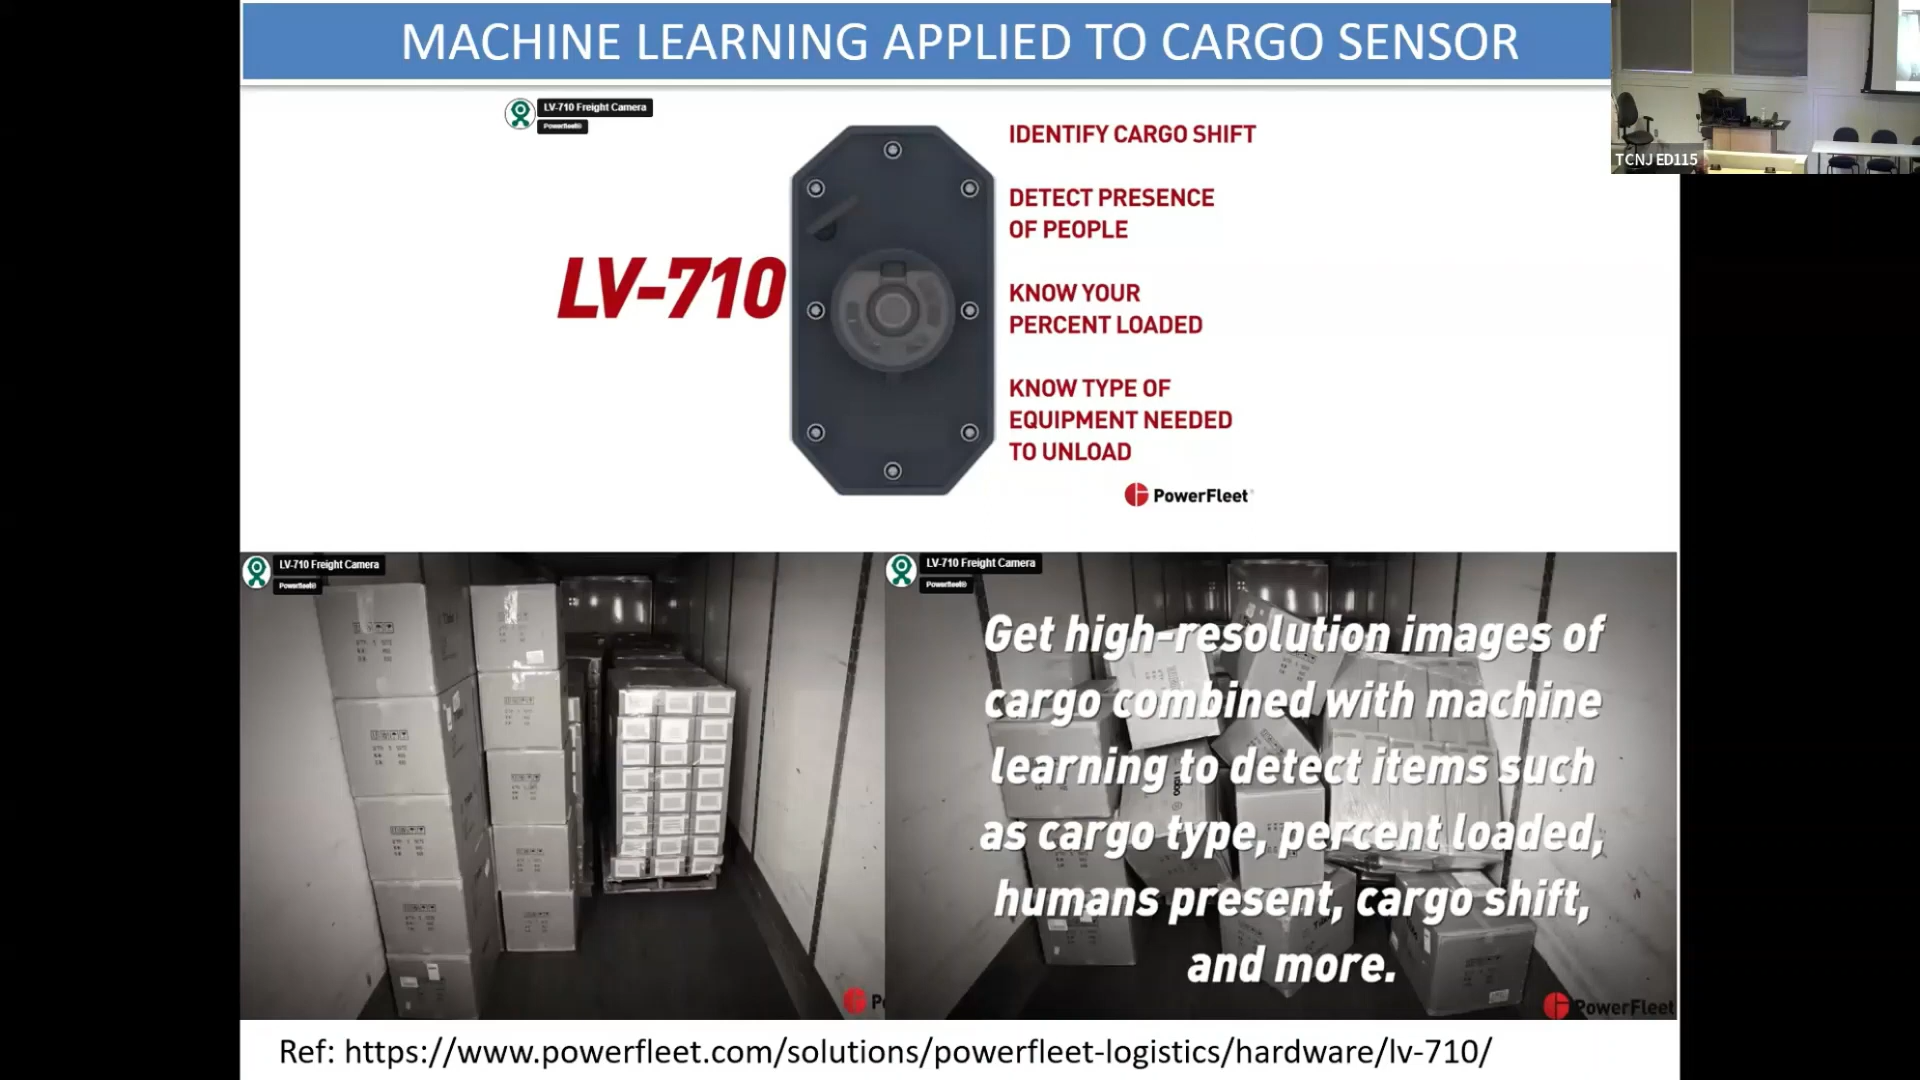 MACHINE LEARNING APPLIED TO CARGO SENSOR
TCNJ ED115
LV-710 Freight Camera
Powerfleet®
LV-710
IDENTIFY CARGO SHIFT
DETECT PRESENCE
OF PEOPLE
KNOW YOUR
PERCENT LOADED
KNOW TYPE OF
EQUIPMENT NEEDED
TO UNLOAD
PowerFleet
LV-710 Freight Camera
Powerfleet®
P
LV-710 Freight Camera
Powerfleet®
Get high-resolution images of
cargo combined with machine
learning to detect items such
as cargo type, percent loaded,
humans present, cargo shift,
and more.
PowerFleet
Ref: https://www.powerfleet.com/solutions/powerfleet-logistics/hardware/lv-710/